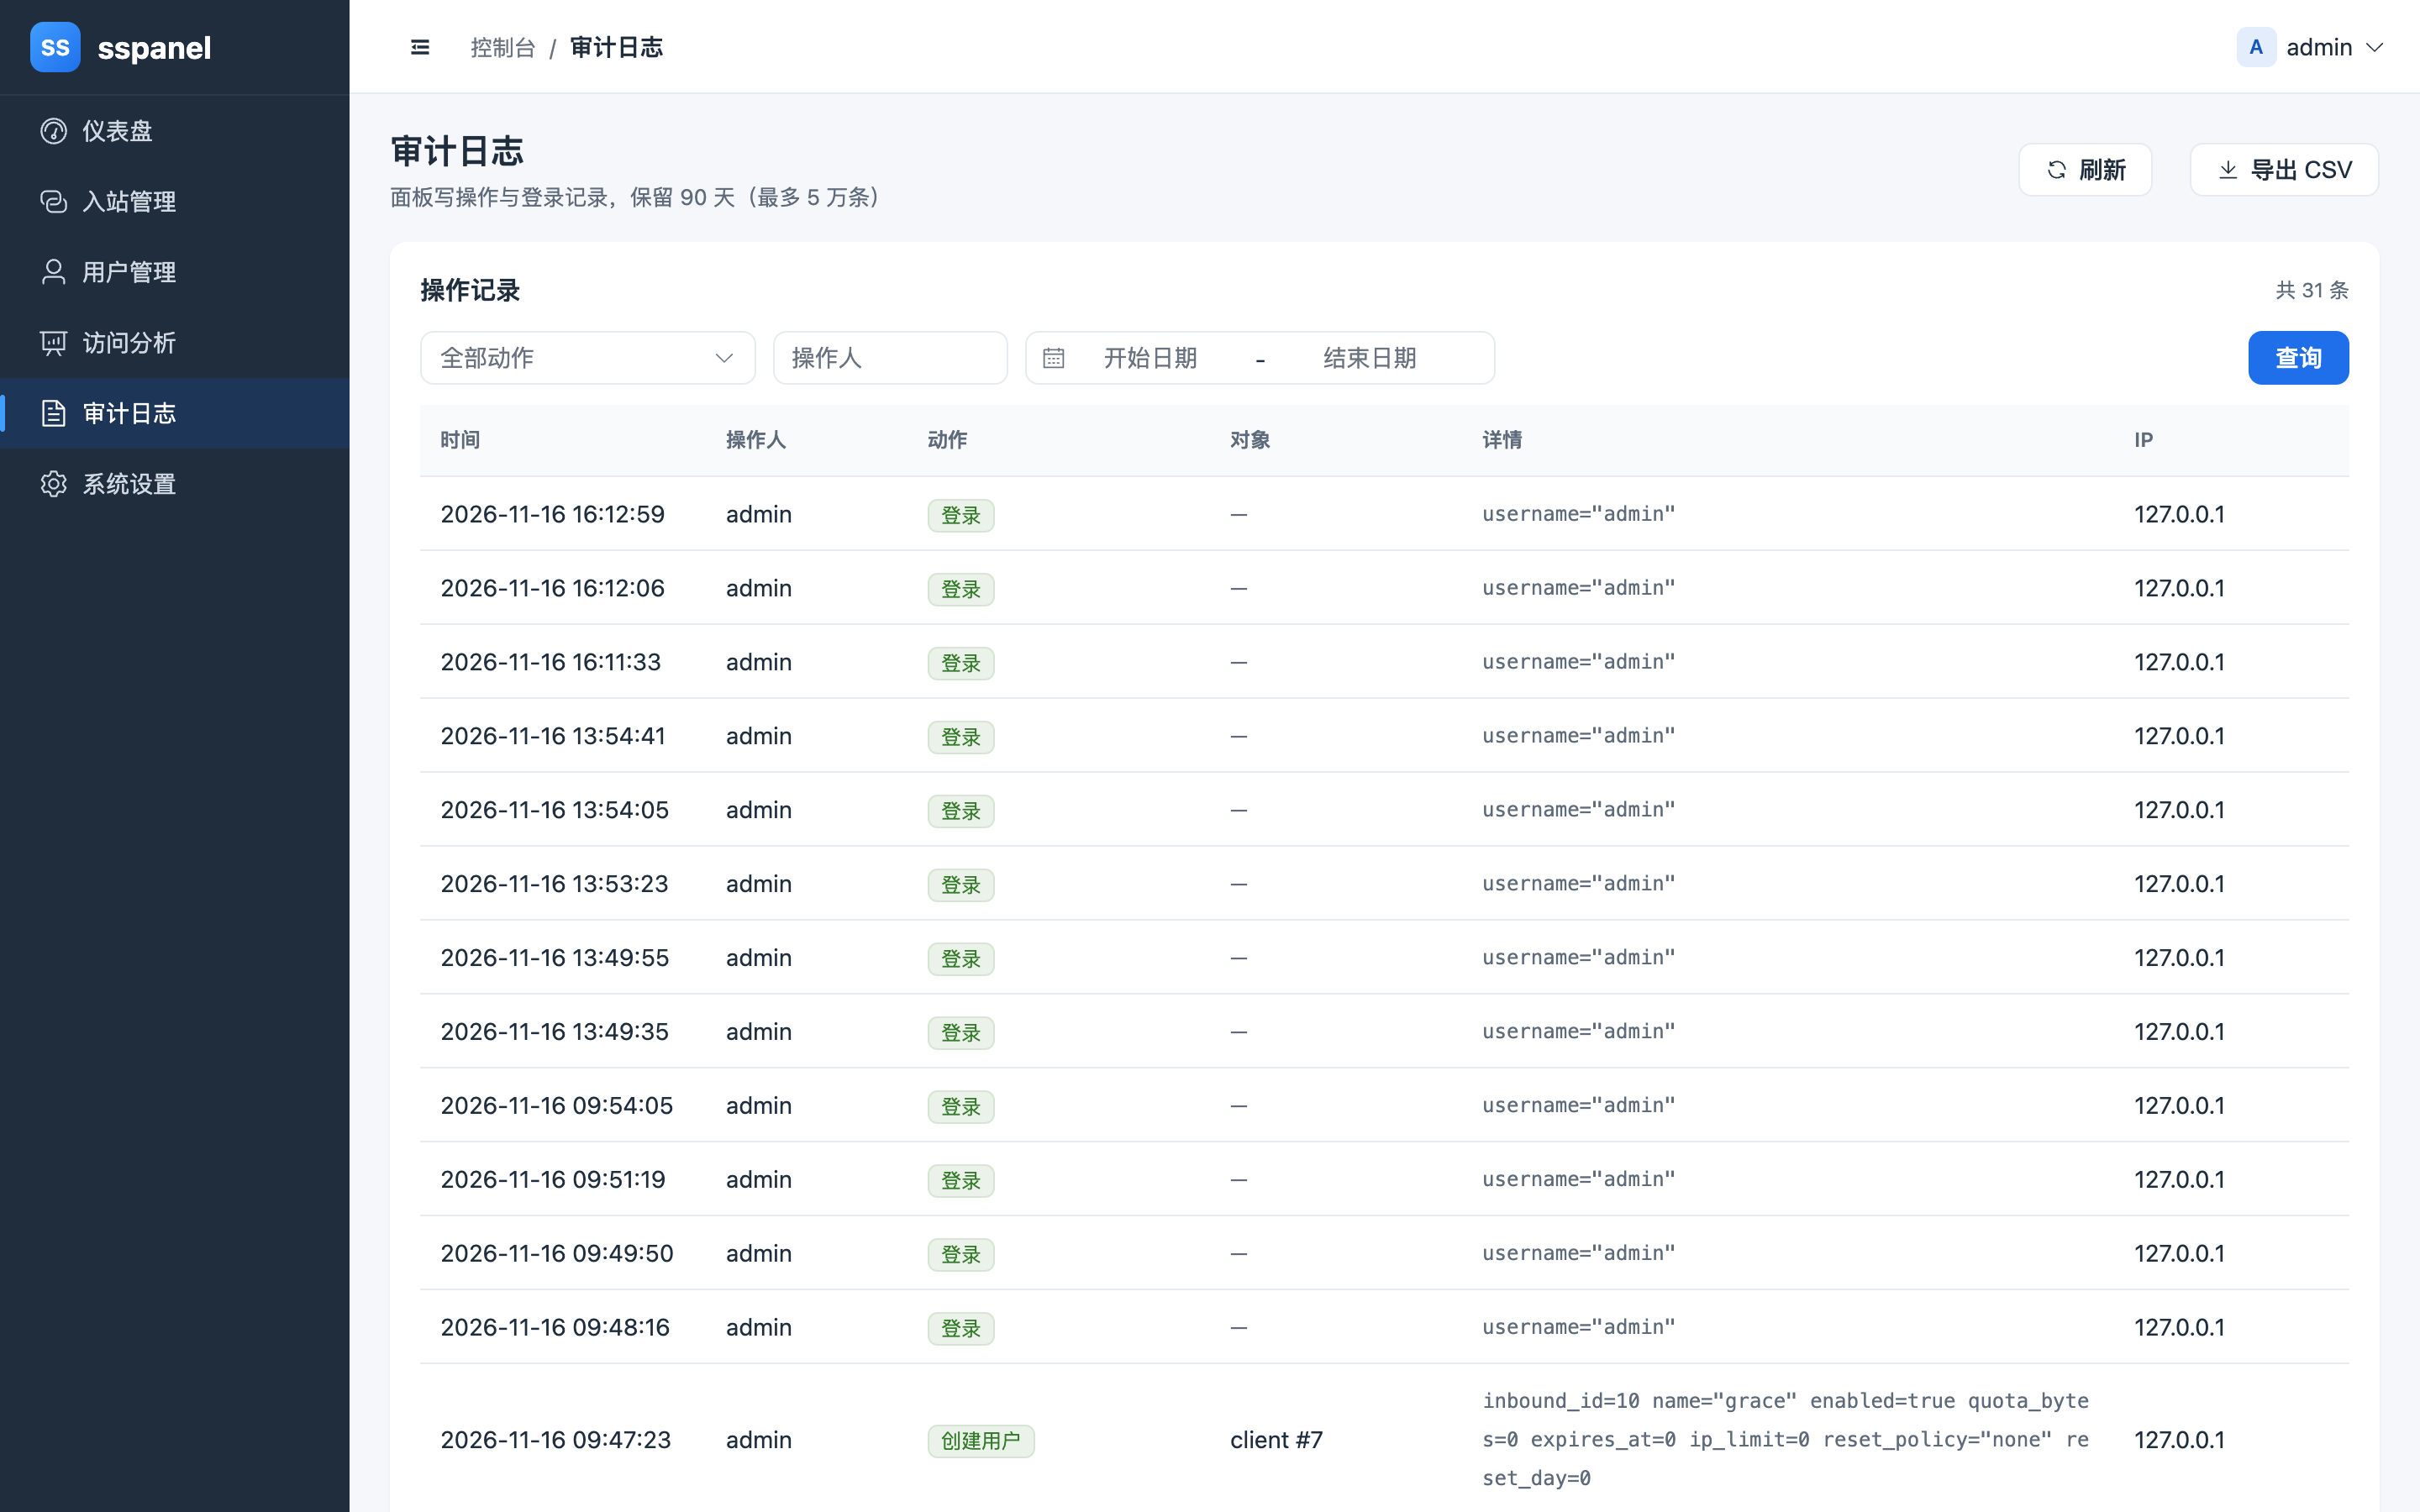 SS sspanel
控制台 / 审计日志
A admin
仪表盘
入站管理
用户管理
访问分析
审计日志
系统设置
审计日志
面板写操作与登录记录，保留 90 天（最多 5 万条）
刷新
导出 CSV
操作记录
共 31 条
全部动作 操作人 开始日期 - 结束日期 查询
时间 操作人 动作 对象 详情 IP
2026-11-16 16:12:59 admin 登录 — username="admin" 127.0.0.1
2026-11-16 16:12:06 admin 登录 — username="admin" 127.0.0.1
2026-11-16 16:11:33 admin 登录 — username="admin" 127.0.0.1
2026-11-16 13:54:41 admin 登录 — username="admin" 127.0.0.1
2026-11-16 13:54:05 admin 登录 — username="admin" 127.0.0.1
2026-11-16 13:53:23 admin 登录 — username="admin" 127.0.0.1
2026-11-16 13:49:55 admin 登录 — username="admin" 127.0.0.1
2026-11-16 13:49:35 admin 登录 — username="admin" 127.0.0.1
2026-11-16 09:54:05 admin 登录 — username="admin" 127.0.0.1
2026-11-16 09:51:19 admin 登录 — username="admin" 127.0.0.1
2026-11-16 09:49:50 admin 登录 — username="admin" 127.0.0.1
2026-11-16 09:48:16 admin 登录 — username="admin" 127.0.0.1
2026-11-16 09:47:23 admin 创建用户 client #7 inbound_id=10 name="grace" enabled=true quota_byte
s=0 expires_at=0 ip_limit=0 reset_policy="none" re
set_day=0 127.0.0.1